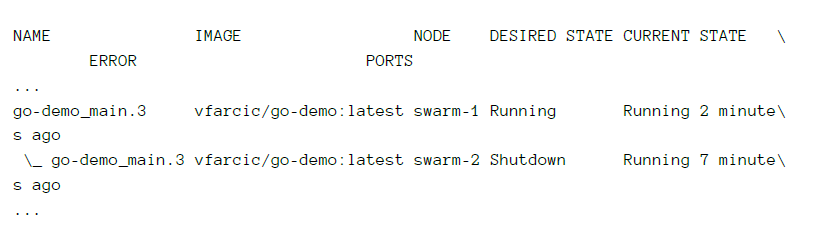 NAME IMAGE NODE DESIRED STATE CURRENT STATE \
ERROR PORTS
...
go-demo_main.3 vfarcic/go-demo:latest swarm-1 Running Running 2 minute\
s ago
\_ go-demo_main.3 vfarcic/go-demo:latest swarm-2 Shutdown Running 7 minute\
s ago
...